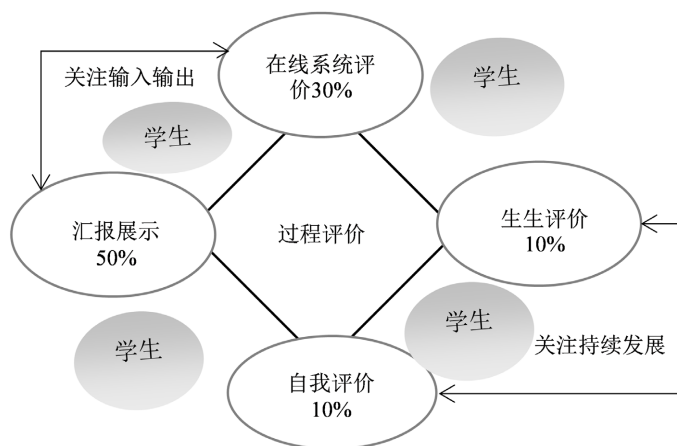 在线系统评
价30%
学生
关注输入输出
学生
汇报展示
50%
过程评价
生生评价
10%
学生
学生
关注持续发展
自我评价
10%